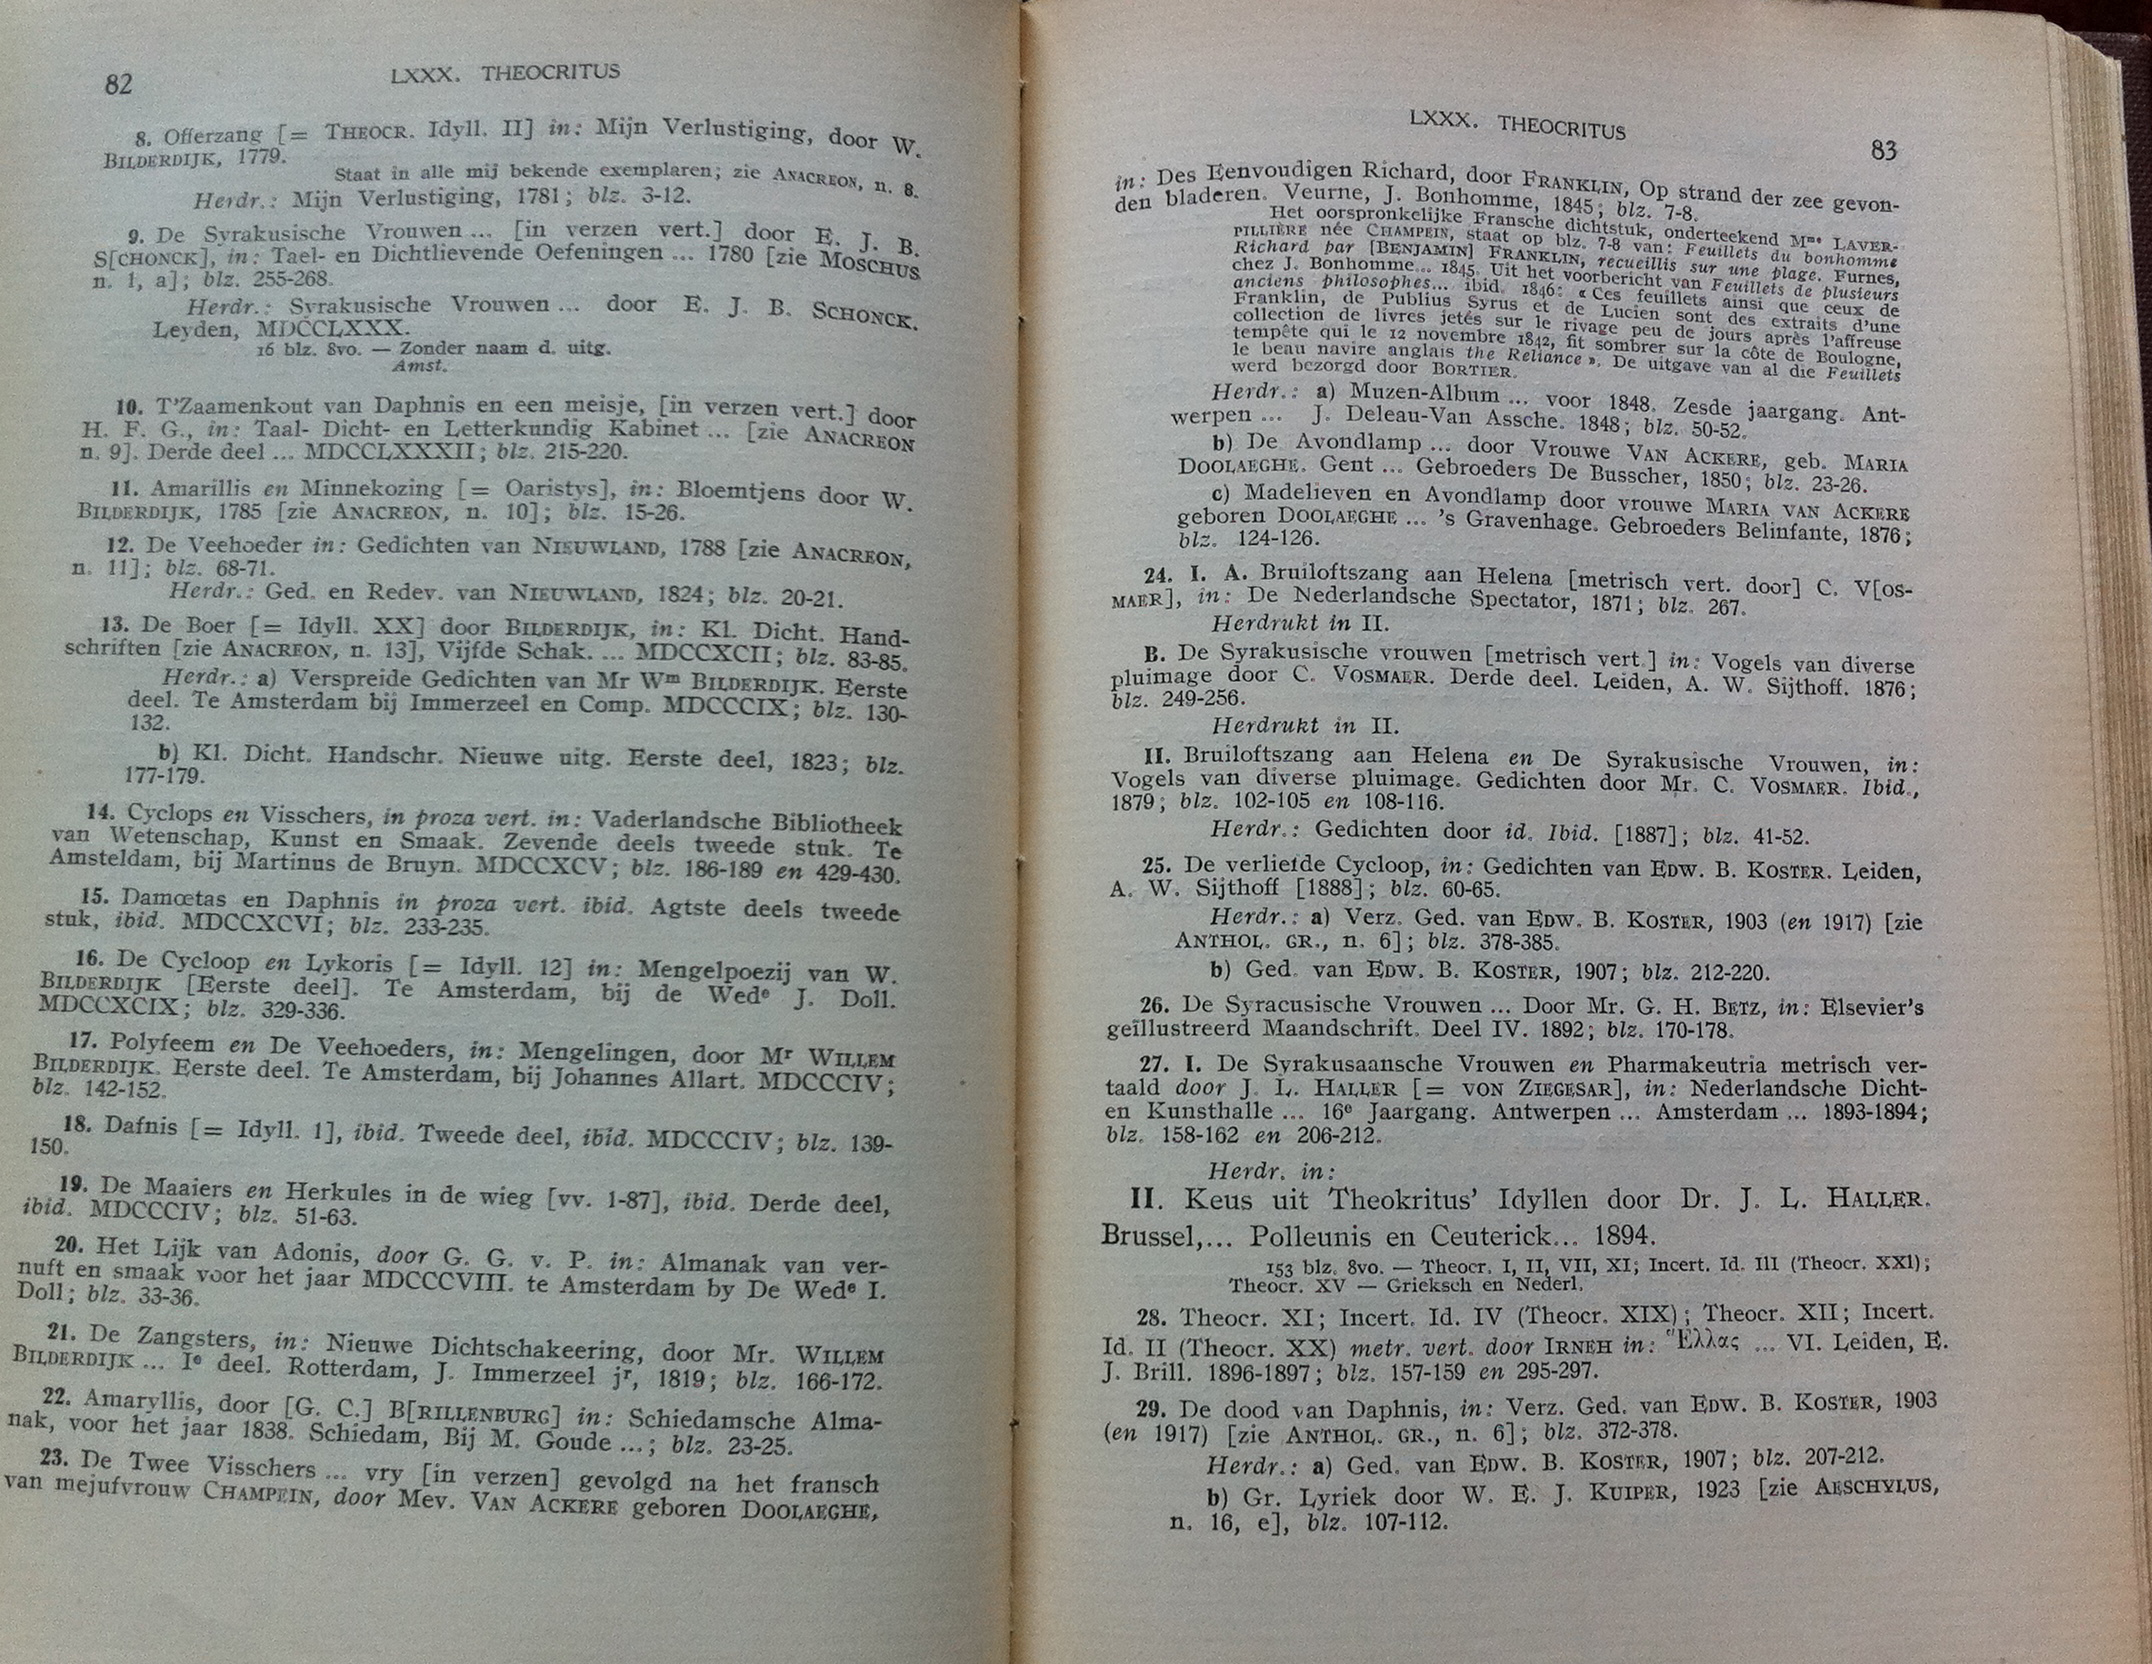 82
LXXX. THEOCRITUS
8. Offerzang [= THEOCR. Idyll. II] in: Mijn Verlustiging, door W.
BILDERDIJK, 1779.
Staat in alle mij bekende exemplaren; zie ANACREON, n. 8.
Herdr.: Mijn Verlustiging, 1781; blz. 3-12.
9. De Syrakusische Vrouwen ... [in verzen vert.] door E. J. B.
S[CHONCK], in: Tael- en Dichtlievende Oefeningen ... 1780 [zie MOSCHUS
n. 1, a]; blz. 255-268.
Herdr.: Syrakusische Vrouwen ... door E. J. B. SCHONCK.
Leyden, MDCCLXXX.
16 blz. 8vo. — Zonder naam d. uitg.
Amst.
10. T'Zaamenkout van Daphnis en een meisje, [in verzen vert.] door
H. F. G., in: Taal- Dicht- en Letterkundig Kabinet ... [zie ANACREON
n. 9]. Derde deel ... MDCCLXXXII; blz. 215-220.
11. Amarillis en Minnekozing [= Oaristys], in: Bloemtjens door W.
BILDERDIJK, 1785 [zie ANACREON, n. 10]; blz. 15-26.
12. De Veehoeder in: Gedichten van NIEUWLAND, 1788 [zie ANACREON,
n. 11]; blz. 68-71.
Herdr.: Ged. en Redev. van NIEUWLAND, 1824; blz. 20-21.
13. De Boer [= Idyll. XX] door BILDERDIJK, in: Kl. Dicht. Hand-
schriften [zie ANACREON, n. 13], Vijfde Schak. ... MDCCXCII; blz. 83-85.
Herdr.: a) Verspreide Gedichten van Mr Wm BILDERDIJK. Eerste
deel. Te Amsterdam bij Immerzeel en Comp. MDCCCIX; blz. 130-
132.
b) Kl. Dicht. Handschr. Nieuwe uitg. Eerste deel, 1823; blz.
177-179.
14. Cyclops en Visschers, in proza vert. in: Vaderlandsche Bibliotheek
van Wetenschap, Kunst en Smaak. Zevende deels tweede stuk. Te
Amsteldam, bij Martinus de Bruyn. MDCCXCV; blz. 186-189 en 429-430.
15. Damœtas en Daphnis in proza vert. ibid. Agtste deels tweede
stuk, ibid. MDCCXCVI; blz. 233-235.
16. De Cycloop en Lykoris [= Idyll. 12] in: Mengelpoezij van W.
BILDERDIJK [Eerste deel]. Te Amsterdam, bij de Wede J. Doll.
MDCCXCIX; blz. 329-336.
17. Polyfeem en De Veehoeders, in: Mengelingen, door Mr WILLEM
BILDERDIJK. Eerste deel. Te Amsterdam, bij Johannes Allart. MDCCCIV;
blz. 142-152.
18. Dafnis [= Idyll. 1], ibid. Tweede deel, ibid. MDCCCIV; blz. 139-
150.
19. De Maaiers en Herkules in de wieg [vv. 1-87], ibid. Derde deel,
ibid. MDCCCIV; blz. 51-63.
20. Het Lijk van Adonis, door G. G. v. P. in: Almanak van ver-
nuft en smaak voor het jaar MDCCCVIII. te Amsterdam by De Wede I.
Doll; blz. 33-36.
21. De Zangsters, in: Nieuwe Dichtschakeering, door Mr. WILLEM
BILDERDIJK ... Ie deel. Rotterdam, J. Immerzeel jr, 1819; blz. 166-172.
22. Amaryllis, door [G. C.] B[RILLENBURG] in: Schiedamsche Alma-
nak, voor het jaar 1838. Schiedam, Bij M. Goude ...; blz. 23-25.
23. De Twee Visschers ... vry [in verzen] gevolgd na het fransch
van mejufvrouw CHAMPEIN, door Mev. VAN ACKERE geboren DOOLAEGHE,
LXXX. THEOCRITUS
83
in: Des Eenvoudigen Richard, door FRANKLIN, Op strand der zee gevon-
den bladeren. Veurne, J. Bonhomme, 1845; blz. 7-8.
Het oorspronkelijke Fransche dichtstuk, onderteekend Mme LAVER-
PILLIÈRE née CHAMPEIN, staat op blz. 7-8 van: Feuillets du bonhomme
Richard par [BENJAMIN] FRANKLIN, recueillis sur une plage. Furnes,
chez J. Bonhomme... 1845. Uit het voorbericht van Feuillets de plusieurs
anciens philosophes... ibid. 1846: « Ces feuillets ainsi que ceux de
Franklin, de Publius Syrus et de Lucien sont des extraits d'une
collection de livres jetés sur le rivage peu de jours après l'affreuse
tempête qui le 12 novembre 1842, fit sombrer sur la côte de Boulogne,
le beau navire anglais the Reliance ». De uitgave van al die Feuillets
werd bezorgd door BORTIER.
Herdr.: a) Muzen-Album ... voor 1848. Zesde jaargang. Ant-
werpen ... J. Deleau-Van Assche. 1848; blz. 50-52.
b) De Avondlamp ... door Vrouwe VAN ACKERE, geb. MARIA
DOOLAEGHE. Gent ... Gebroeders De Busscher, 1850; blz. 23-26.
c) Madelieven en Avondlamp door vrouwe MARIA VAN ACKERE
geboren DOOLAEGHE ... 's Gravenhage. Gebroeders Belinfante, 1876;
blz. 124-126.
24. I. A. Bruiloftszang aan Helena [metrisch vert. door] C. V[OS-
MAER], in: De Nederlandsche Spectator, 1871; blz. 267.
Herdrukt in II.
B. De Syrakusische vrouwen [metrisch vert.] in: Vogels van diverse
pluimage door C. VOSMAER. Derde deel. Leiden, A. W. Sijthoff. 1876;
blz. 249-256.
Herdrukt in II.
II. Bruiloftszang aan Helena en De Syrakusische Vrouwen, in:
Vogels van diverse pluimage. Gedichten door Mr. C. VOSMAER. Ibid.,
1879; blz. 102-105 en 108-116.
Herdr.: Gedichten door id. Ibid. [1887]; blz. 41-52.
25. De verliefde Cycloop, in: Gedichten van EDW. B. KOSTER. Leiden,
A. W. Sijthoff [1888]; blz. 60-65.
Herdr.: a) Verz. Ged. van EDW. B. KOSTER, 1903 (en 1917) [zie
ANTHOL. GR., n. 6]; blz. 378-385.
b) Ged. van EDW. B. KOSTER, 1907; blz. 212-220.
26. De Syracusische Vrouwen ... Door Mr. G. H. BETZ, in: Elsevier's
geïllustreerd Maandschrift. Deel IV. 1892; blz. 170-178.
27. I. De Syrakusaansche Vrouwen en Pharmakeutria metrisch ver-
taald door J. L. HALLER [= VON ZIEGESAR], in: Nederlandsche Dicht-
en Kunsthalle ... 16e Jaargang. Antwerpen ... Amsterdam ... 1893-1894;
blz. 158-162 en 206-212.
Herdr. in:
II. Keus uit Theokritus' Idyllen door Dr. J. L. HALLER.
Brussel,... Polleunis en Ceuterick... 1894.
153 blz. 8vo. — Theocr. I, II, VII, XI; Incert. Id. III (Theocr. XXI);
Theocr. XV — Grieksch en Nederl.
28. Theocr. XI; Incert. Id. IV (Theocr. XIX); Theocr. XII; Incert.
Id. II (Theocr. XX) metr. vert. door IRNEH in: Ἕλλας ... VI. Leiden, E.
J. Brill. 1896-1897; blz. 157-159 en 295-297.
29. De dood van Daphnis, in: Verz. Ged. van EDW. B. KOSTER, 1903
(en 1917) [zie ANTHOL. GR., n. 6]; blz. 372-378.
Herdr.: a) Ged. van EDW. B. KOSTER, 1907; blz. 207-212.
b) Gr. Lyriek door W. E. J. KUIPER, 1923 [zie AESCHYLUS,
n. 16, e], blz. 107-112.